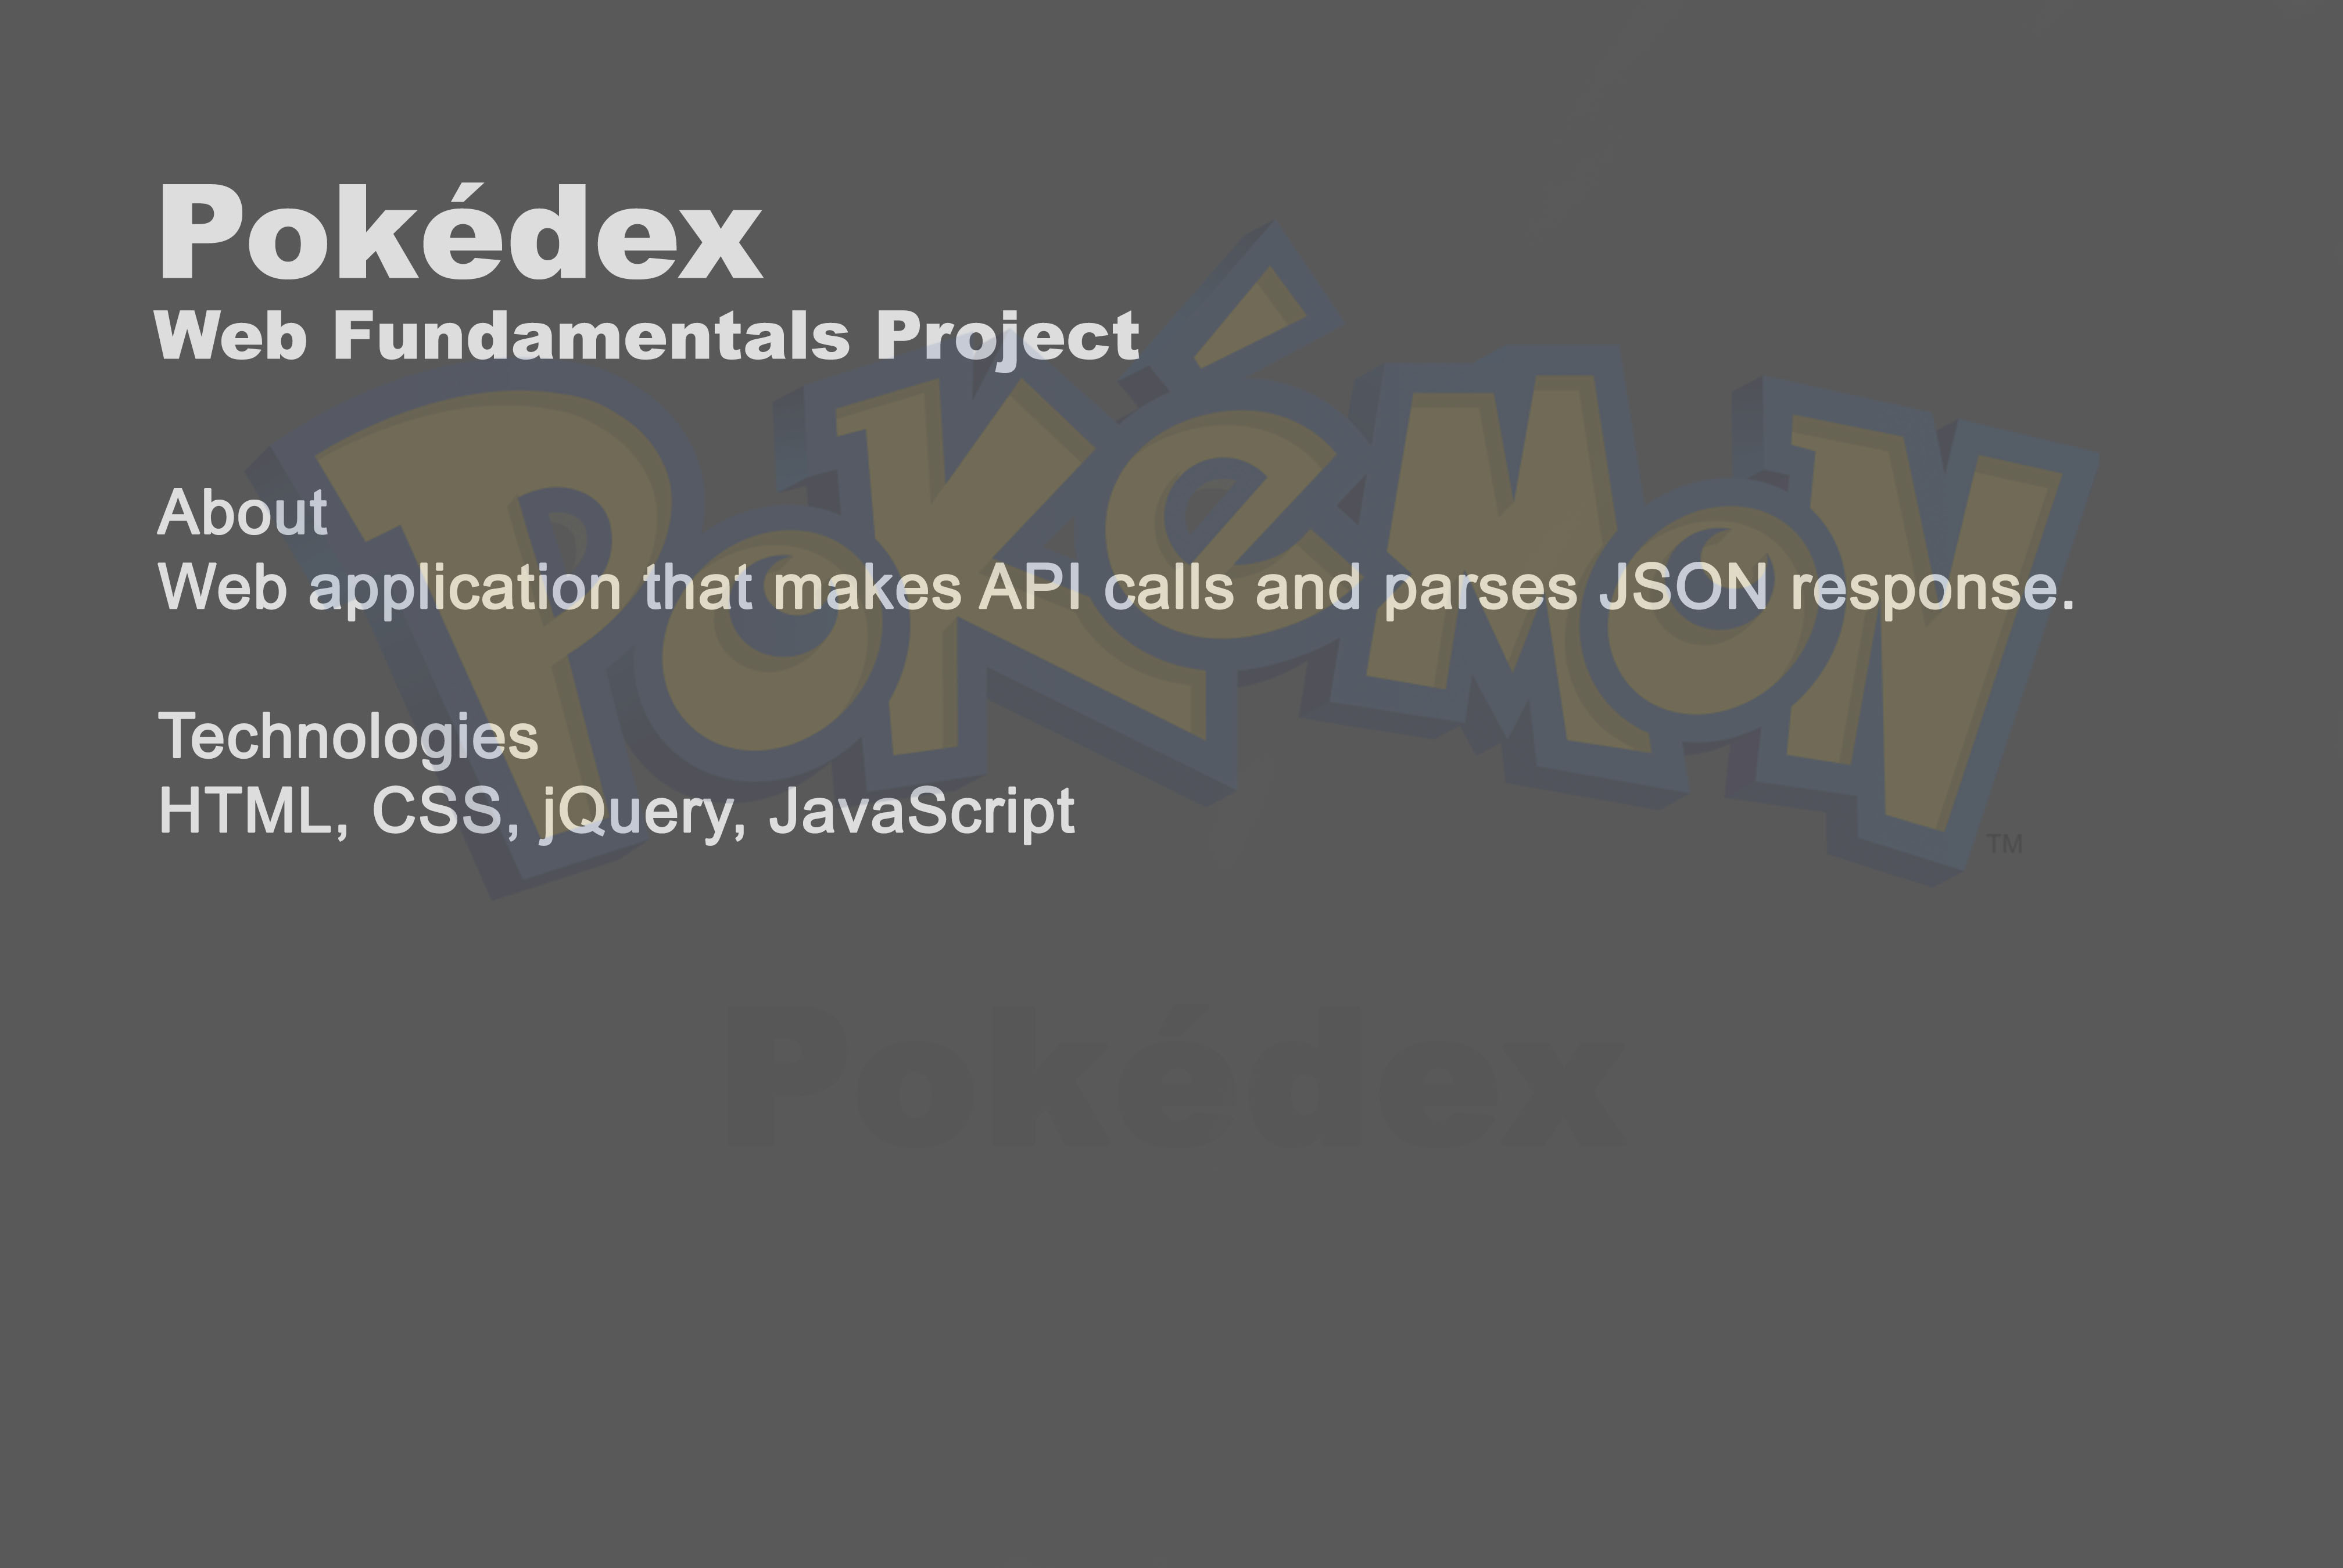 Pokédex
Web Fundamentals Project
POKéMON
About
Web application that makes API calls and parses JSON response.
Technologies
HTML, CSS, jQuery, JavaScript
TM
Pokédex